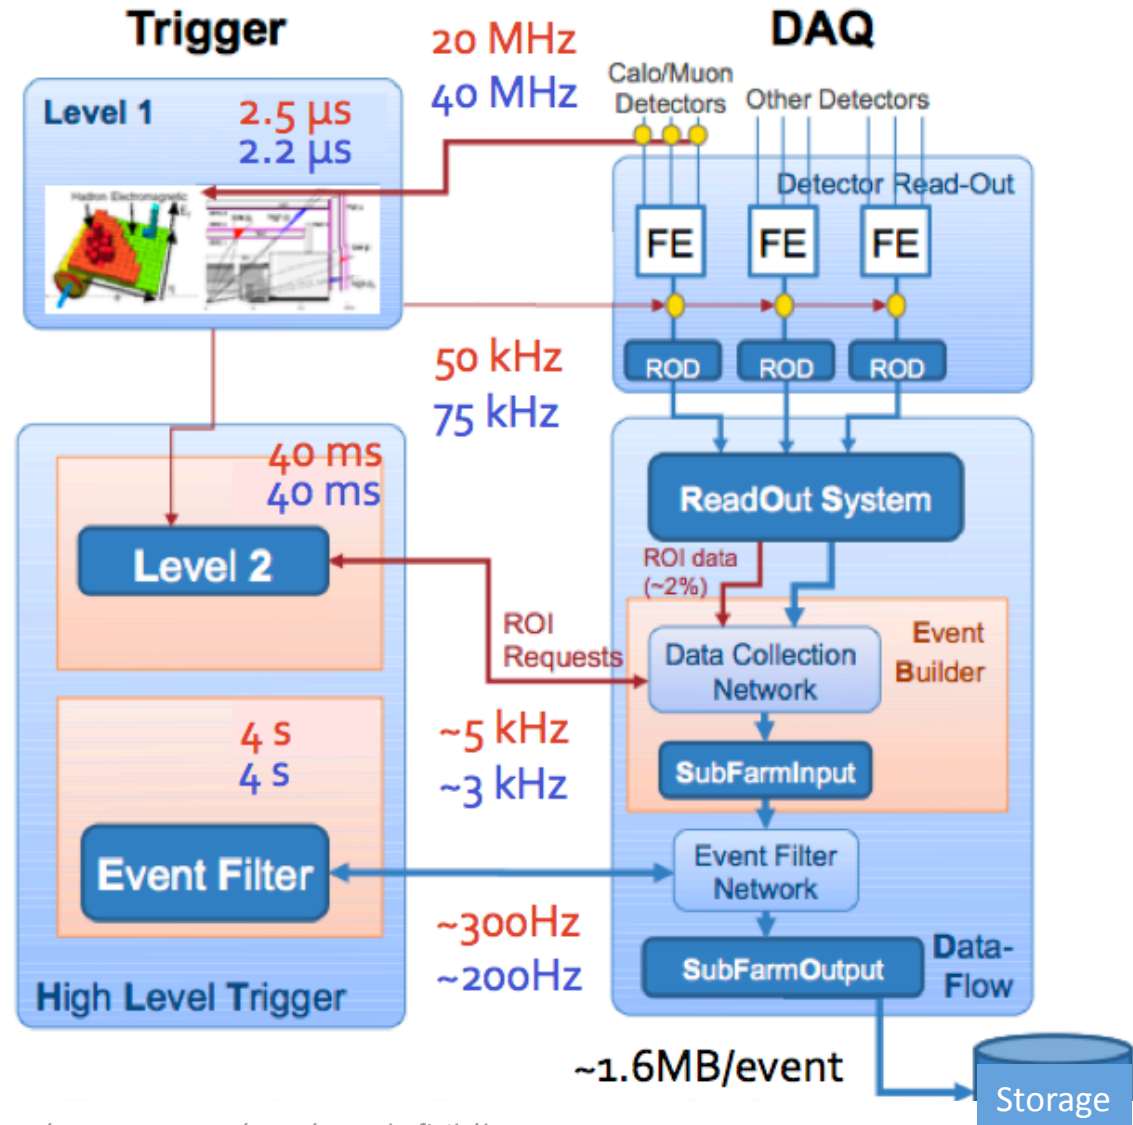 Trigger
DAQ
20 MHz
40 MHz
Calo/Muon
Detectors
Other Detectors
Level 1
2.5 µs
2.2 µs
Hadron Electromagnetic
Detector Read-Out
FE
FE
FE
ROD
ROD
ROD
50 kHz
75 kHz
40 ms
40 ms
Level 2
ReadOut System
ROI data
(~2%)
ROI
Requests
Event
Builder
Data Collection
Network
SubFarmInput
~5 kHz
~3 kHz
4 s
4 s
Event Filter
Event Filter
Network
~300Hz
~200Hz
SubFarmOutput
Data-
Flow
High Level Trigger
~1.6MB/event
Storage